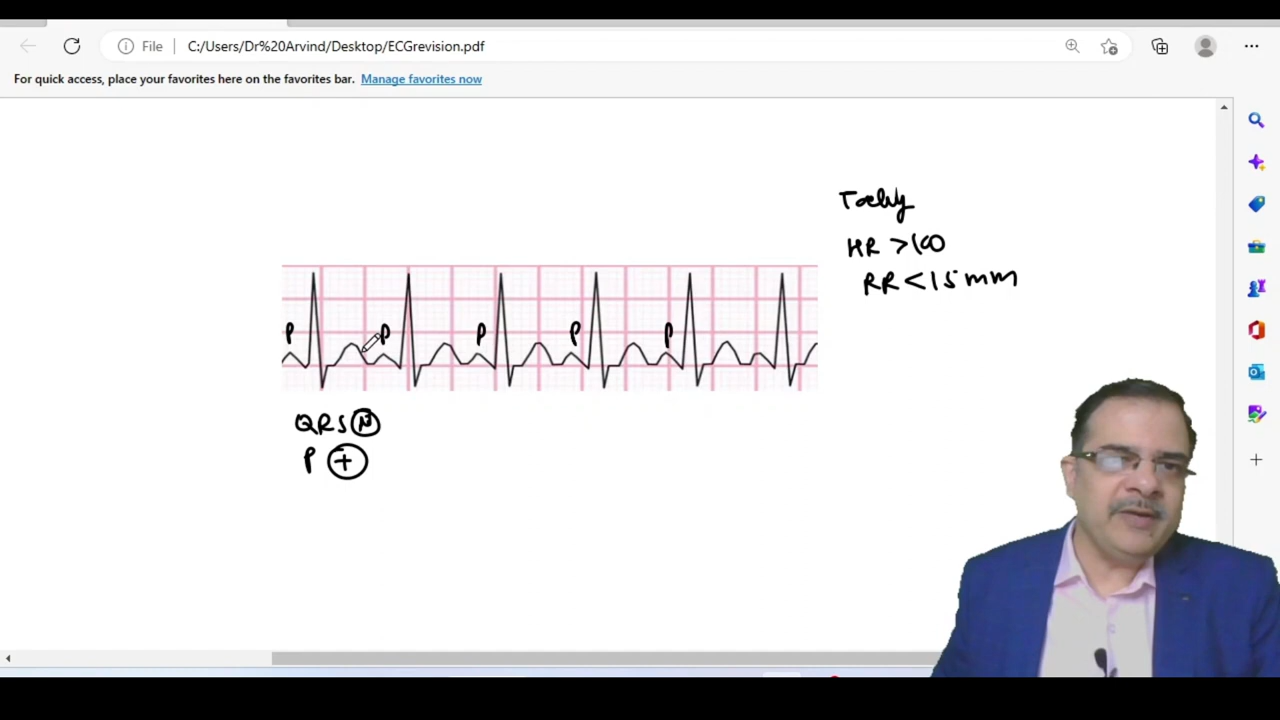 File C:/Users/Dr%20Arvind/Desktop/ECGrevision.pdf
For quick access, place your favorites here on the favorites bar. Manage favorites now
Tachy
HR >100
RR < 15 mm
P P P P P
QRS N
P +